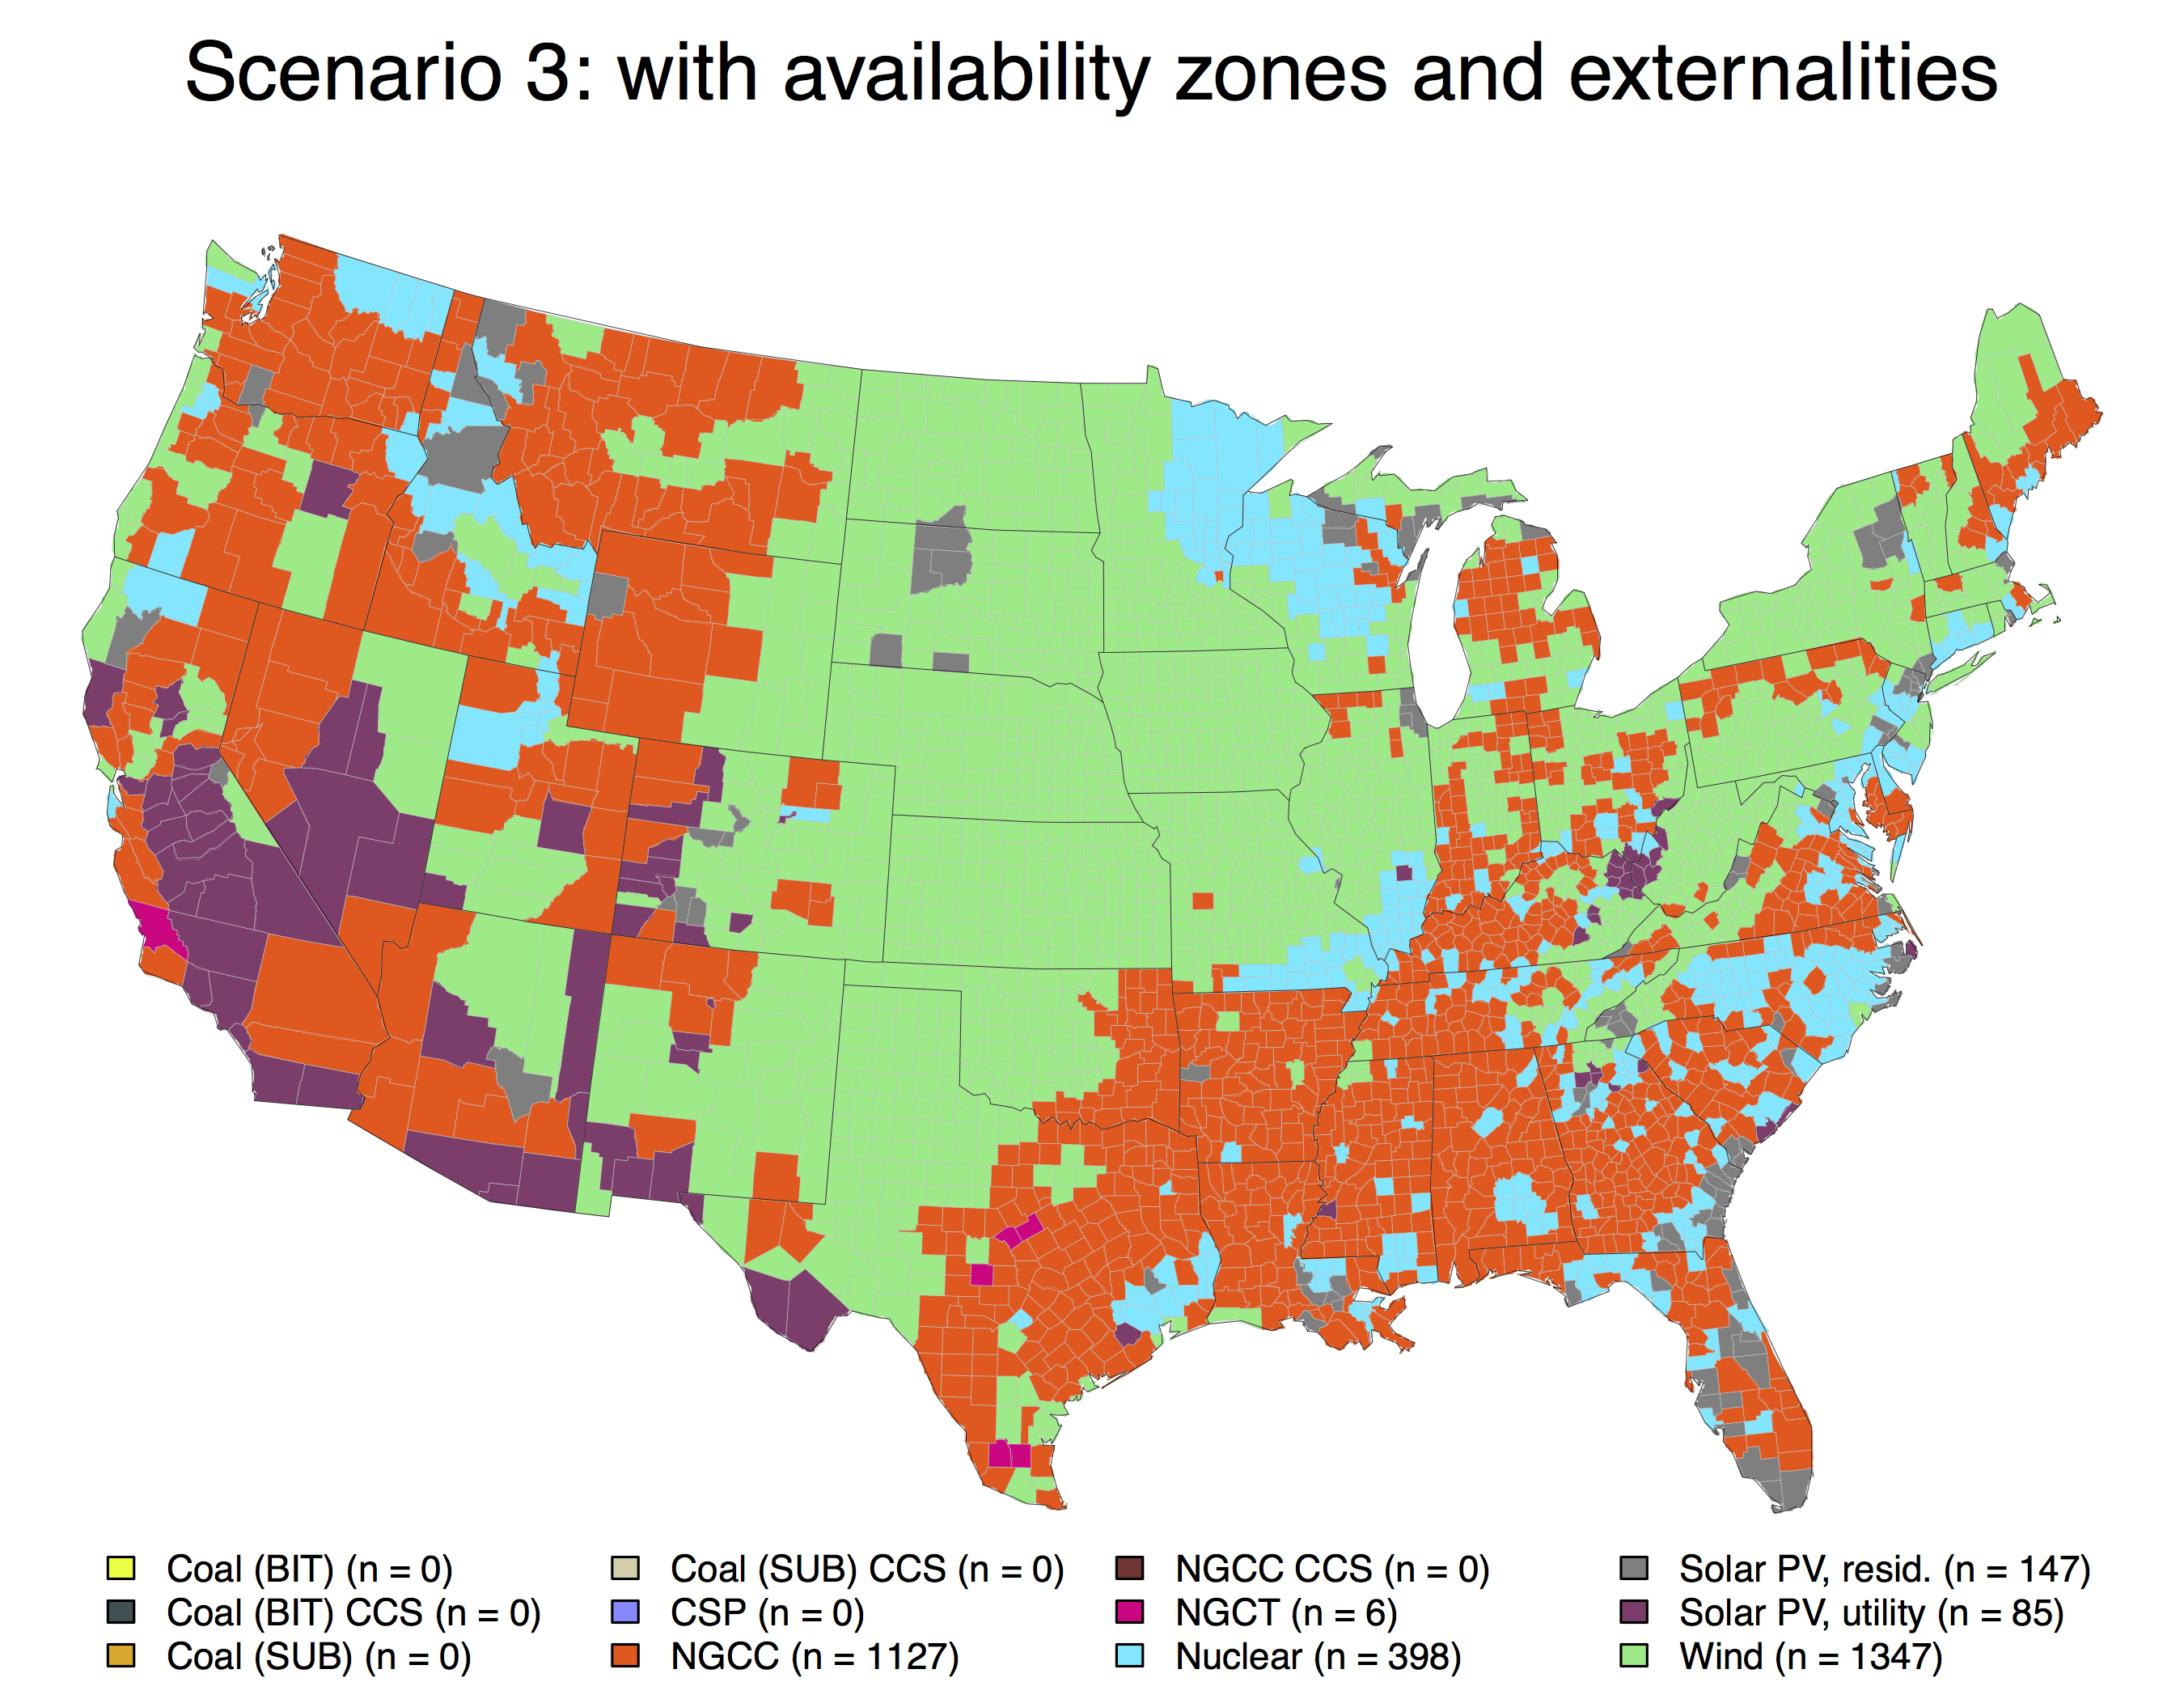 Scenario 3: with availability zones and externalities
Coal (BIT) (n = 0)
Coal (BIT) CCS (n = 0)
Coal (SUB) (n = 0)
Coal (SUB) CCS (n = 0)
CSP (n = 0)
NGCC (n = 1127)
NGCC CCS (n = 0)
NGCT (n = 6)
Nuclear (n = 398)
Solar PV, resid. (n = 147)
Solar PV, utility (n = 85)
Wind (n = 1347)